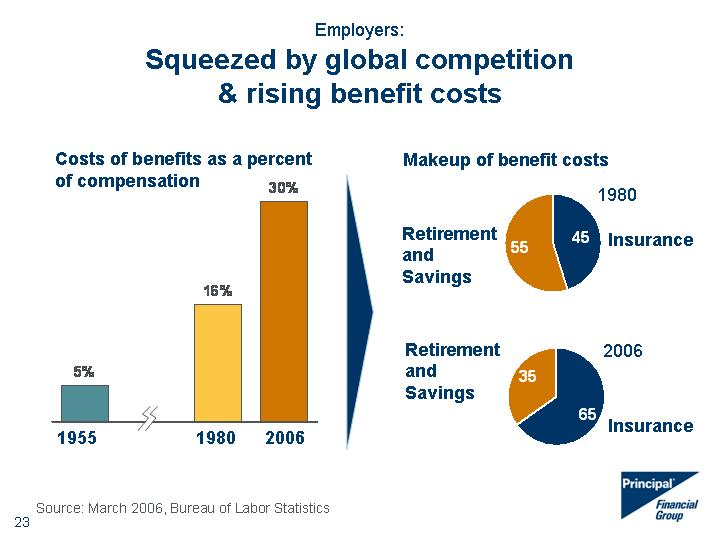 Employers:
Squeezed by global competition
& rising benefit costs
Costs of benefits as a percent
of compensation
30%
16%
5%
1955
1980
2006
Makeup of benefit costs
1980
Retirement
and
Savings
55
45
Insurance
2006
Retirement
and
Savings
35
65
Insurance
Source: March 2006, Bureau of Labor Statistics
23
Principal
Financial
Group